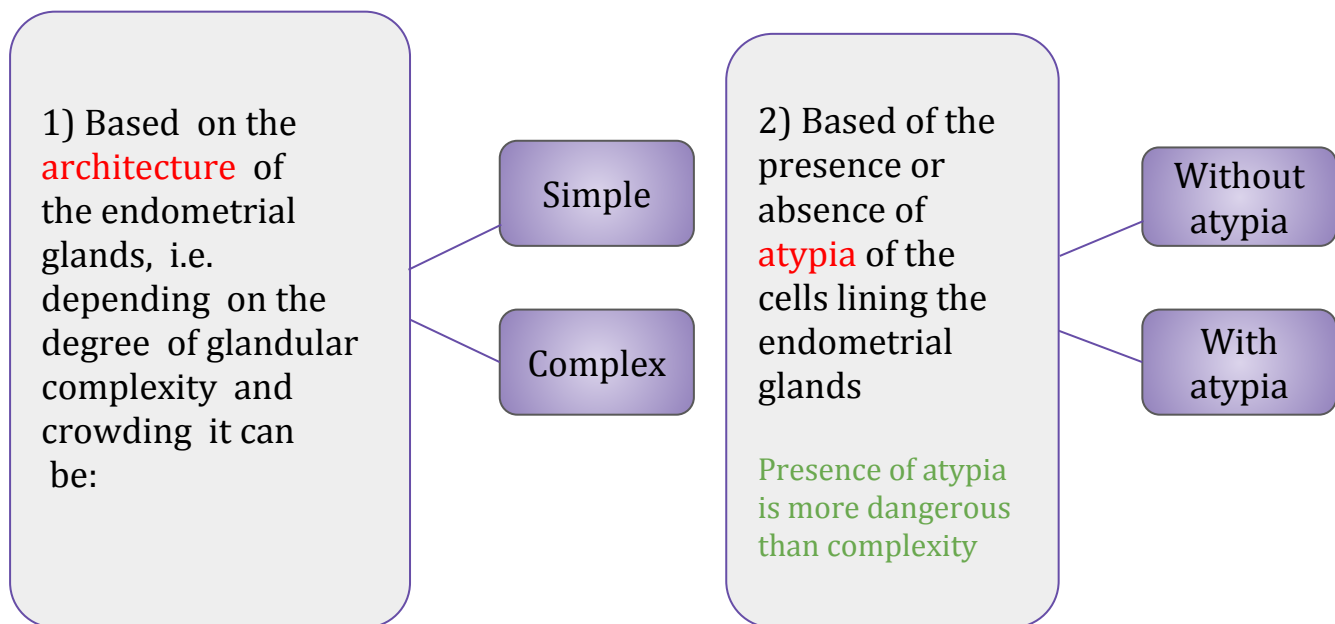 1) Based on the
architecture of
the endometrial
glands, i.e.
depending on the
degree of glandular
complexity and
crowding it can
be:
Simple
Complex
2) Based of the
presence or
absence of
atypia of the
cells lining the
endometrial
glands
Presence of atypia
is more dangerous
than complexity
Without
atypia
With
atypia